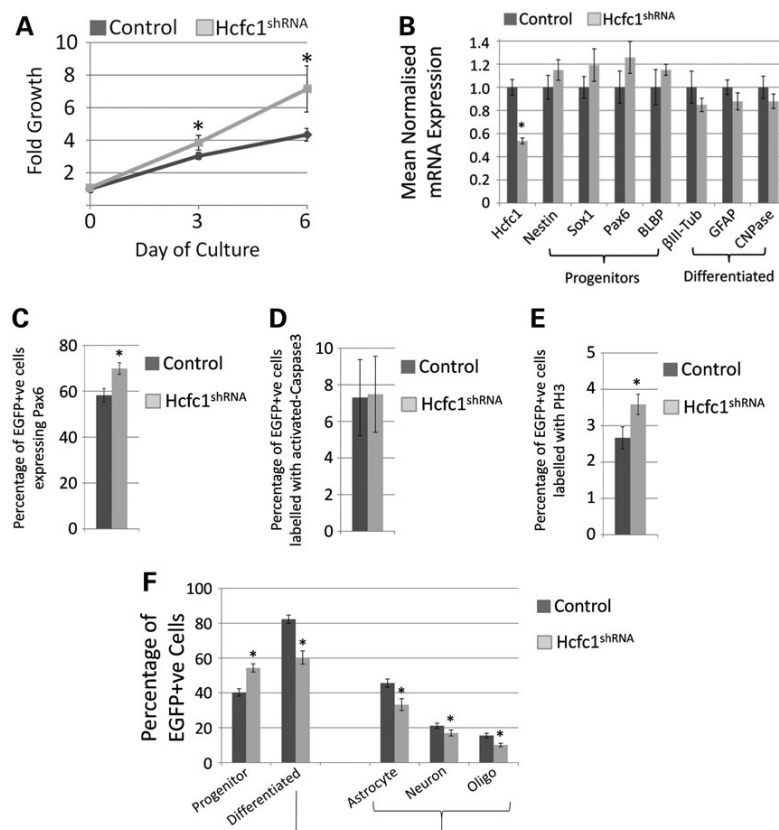 A
Control
Hcfc1shRNA
Fold Growth
10
8
6
4
2
*
*
0
3
6
Day of Culture
B
Control
Hcfc1shRNA
Mean Normalised
mRNA Expression
1.4
1.2
1.0
0.8
0.6
0.4
0.2
0.0
*
Hcfc1
Nestin
Sox1
Pax6
BLBP
βIII-Tub
GFAP
CNPase
Progenitors
Differentiated
C
Percentage of EGFP+ve cells
expressing Pax6
80
60
40
20
0
*
Control
Hcfc1shRNA
D
Percentage of EGFP+ve cells
labelled with activated-Caspase3
10
8
6
4
2
0
Control
Hcfc1shRNA
E
Percentage of EGFP+ve cells
labelled with PH3
5
4
3
2
1
0
*
Control
Hcfc1shRNA
F
Percentage of
EGFP+ve Cells
100
80
60
40
20
0
*
*
*
*
*
Control
Hcfc1shRNA
Progenitor
Differentiated
Astrocyte
Neuron
Oligo